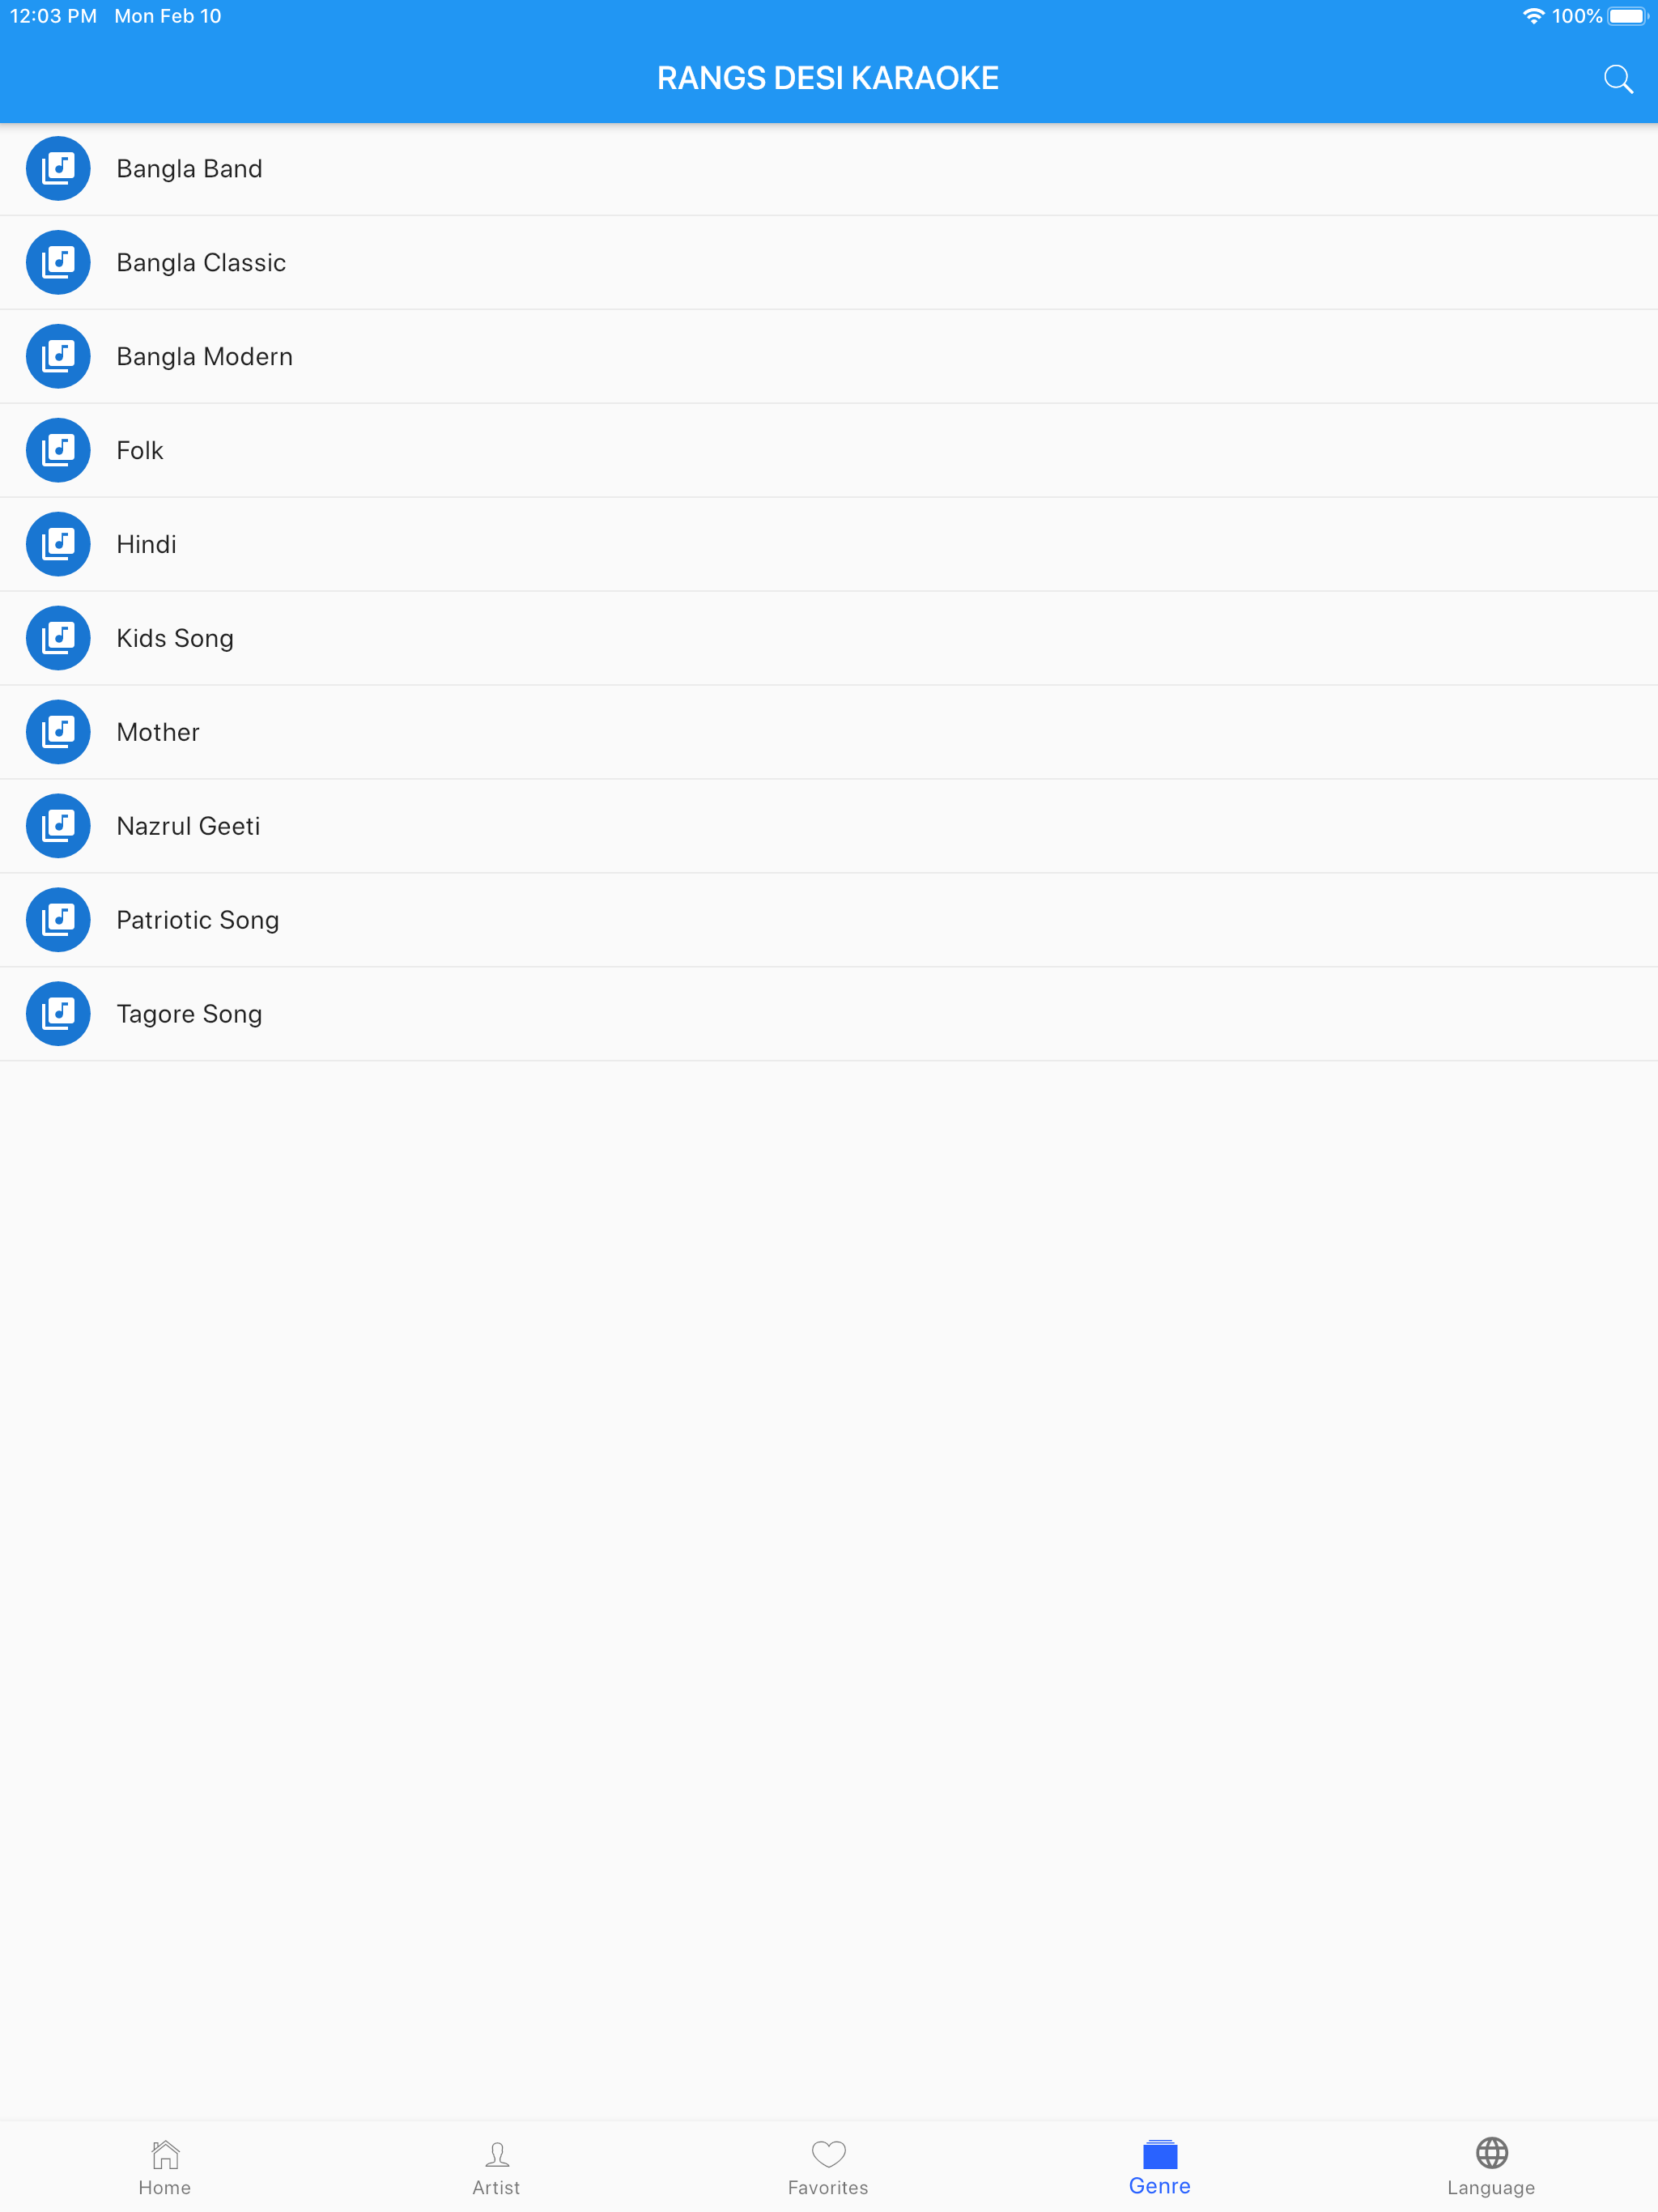 12:03 PM Mon Feb 10 100%
RANGS DESI KARAOKE
Bangla Band
Bangla Classic
Bangla Modern
Folk
Hindi
Kids Song
Mother
Nazrul Geeti
Patriotic Song
Tagore Song
Home Artist Favorites Genre Language